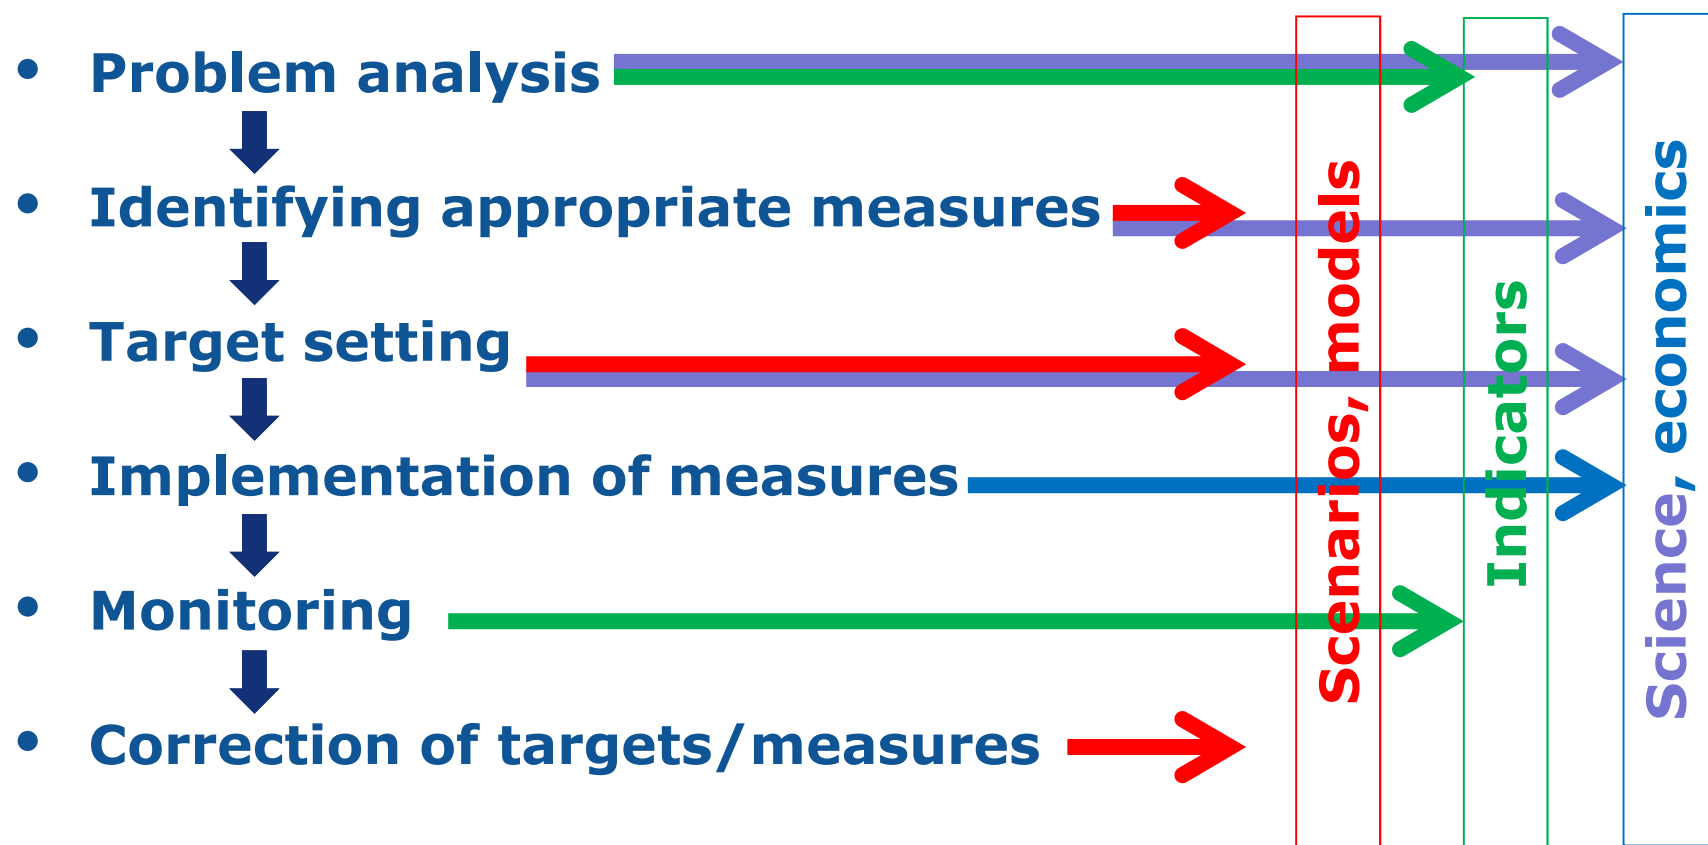 • Problem analysis
• Identifying appropriate measures
• Target setting
• Implementation of measures
• Monitoring
• Correction of targets/measures
Scenarios, models
Indicators
Science, economics